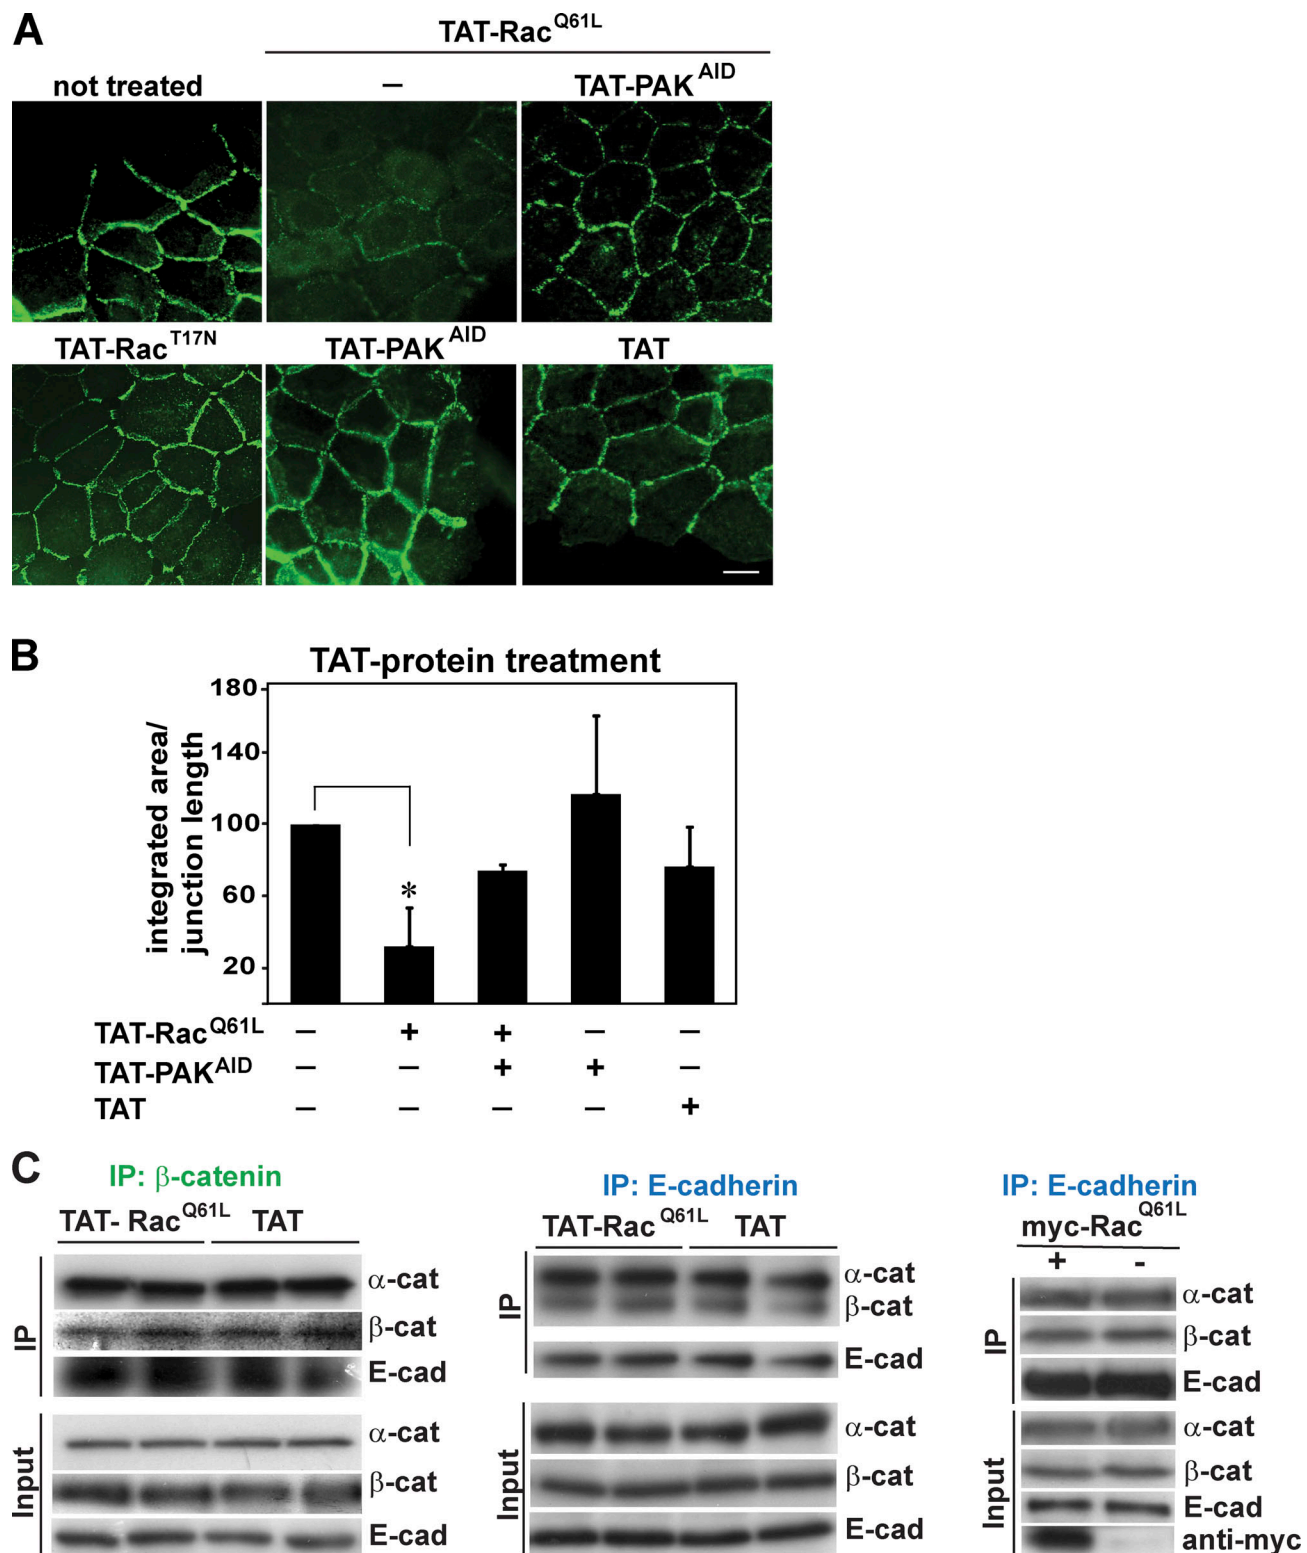 A
TAT-Rac Q61L
not treated
–
TAT-PAK AID
TAT-Rac T17N
TAT-PAK AID
TAT
B
TAT-protein treatment
integrated area/
junction length
180
140
100
60
20
*
TAT-Rac Q61L – + + – –
TAT-PAK AID – – + + –
TAT – – – – +
C
IP: β-catenin
TAT- Rac Q61L TAT
IP
α-cat
β-cat
E-cad
Input
α-cat
β-cat
E-cad
IP: E-cadherin
TAT-Rac Q61L TAT
IP
α-cat
β-cat
E-cad
Input
α-cat
β-cat
E-cad
IP: E-cadherin
myc-Rac Q61L
+ -
IP
α-cat
β-cat
E-cad
Input
α-cat
β-cat
E-cad
anti-myc